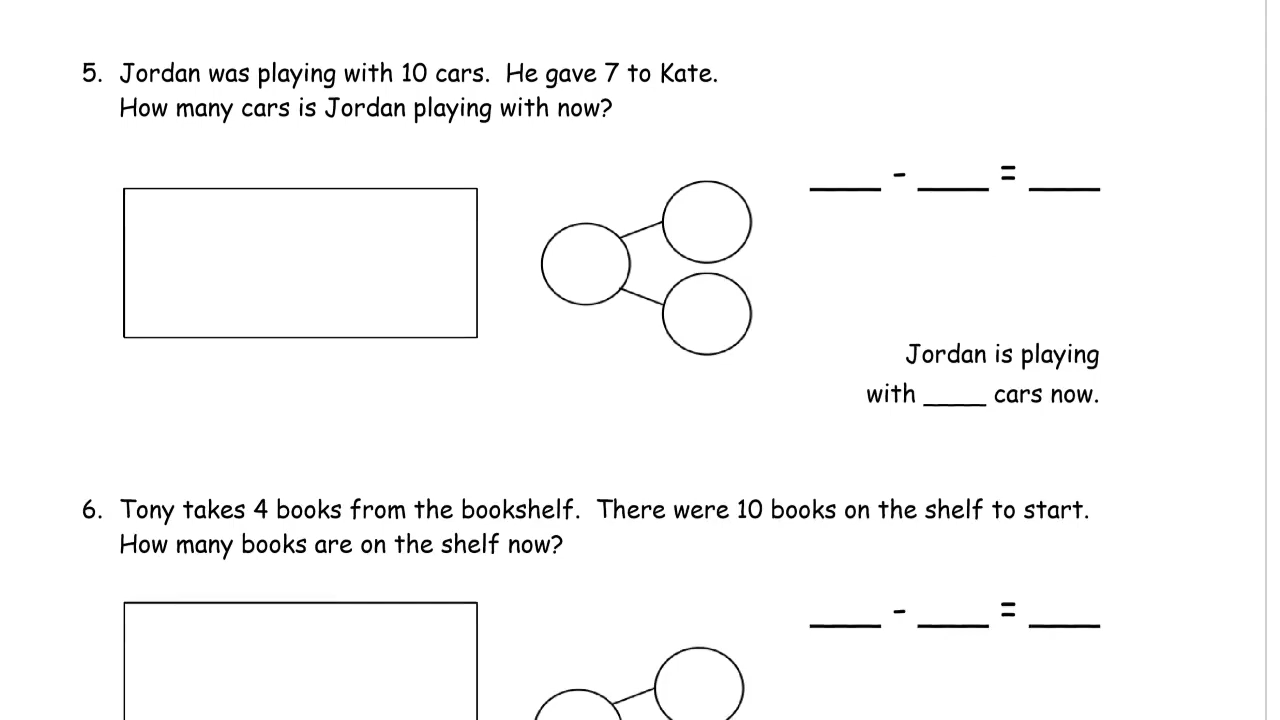 5. Jordan was playing with 10 cars. He gave 7 to Kate.
How many cars is Jordan playing with now?
____ - ____ = ____
Jordan is playing
with ____ cars now.
6. Tony takes 4 books from the bookshelf. There were 10 books on the shelf to start.
How many books are on the shelf now?
____ - ____ = ____